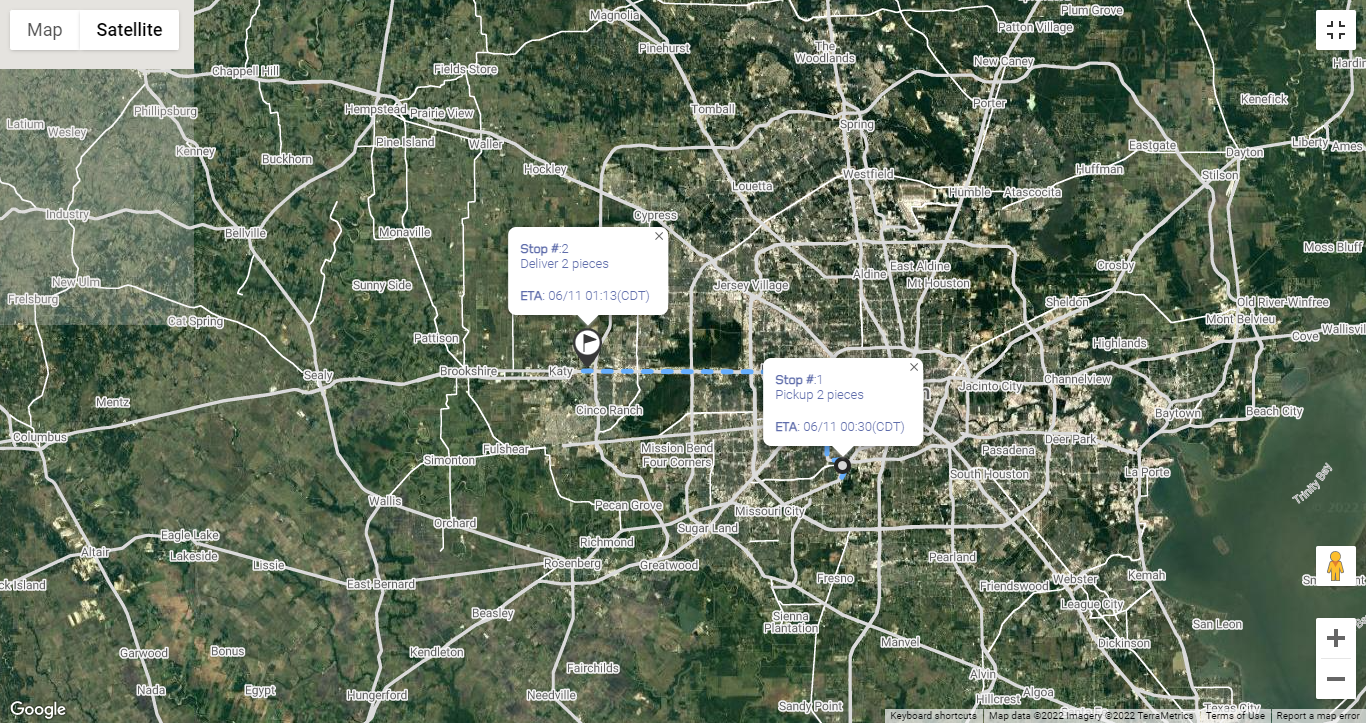 Map
Satellite
Magnolia
Plum Grove
Patton Village
Pinehurst
The
Woodlands
New Caney
Hardin
Chappell Hill
Fields Store
Phillipsburg
Hempstead
Prairie View
Tomball
Porter
Kenefick
Latium
Wesley
Spring
Kenney
Pine Island
Waller
Eastgate
Liberty
Ames
Buckhorn
Dayton
Hockley
Louetta
Westfield
Huffman
Stilson
Humble
Atascocita
Industry
Cypress
Bellville
Monaville
Moss Bluff
Stop #:2
Deliver 2 pieces
ETA: 06/11 01:13(CDT)
Aldine
East Aldine
Mt Houston
Crosby
New Ulm
Sunny Side
Jersey Village
Frelsburg
Sheldon
Old River-Winfree
Cat Spring
Mont Belvieu
Pattison
Highlands
Cove
Wallisvil
Sealy
Brookshire
Katy
Stop #:1
Pickup 2 pieces
ETA: 06/11 00:30(CDT)
Jacinto City
Channelview
Mentz
Cinco Ranch
Baytown
Beach City
Columbus
Fulshear
Mission Bend
Four Corners
Deer Park
Pasadena
Simonton
South Houston
La Porte
Trinity Bay
Wallis
Pecan Grove
Missouri City
Orchard
Sugar Land
Eagle Lake
Lakeside
Altair
Lissie
Richmond
Rosenberg
Greatwood
Pearland
ck Island
East Bernard
Fresno
Friendswood
Webster
Kemah
Beasley
Sienna
Plantation
League City
San Leon
Garwood
Bonus
Kendleton
Manvel
Dickinson
Fairchilds
Alvin
Nada
Egypt
Hungerford
Needville
Hillcrest
Algoa
Sandy Point
Texas City
Google
Keyboard shortcuts
Map data ©2022 Imagery ©2022 TerraMetrics
Terms of Use
Report a map error